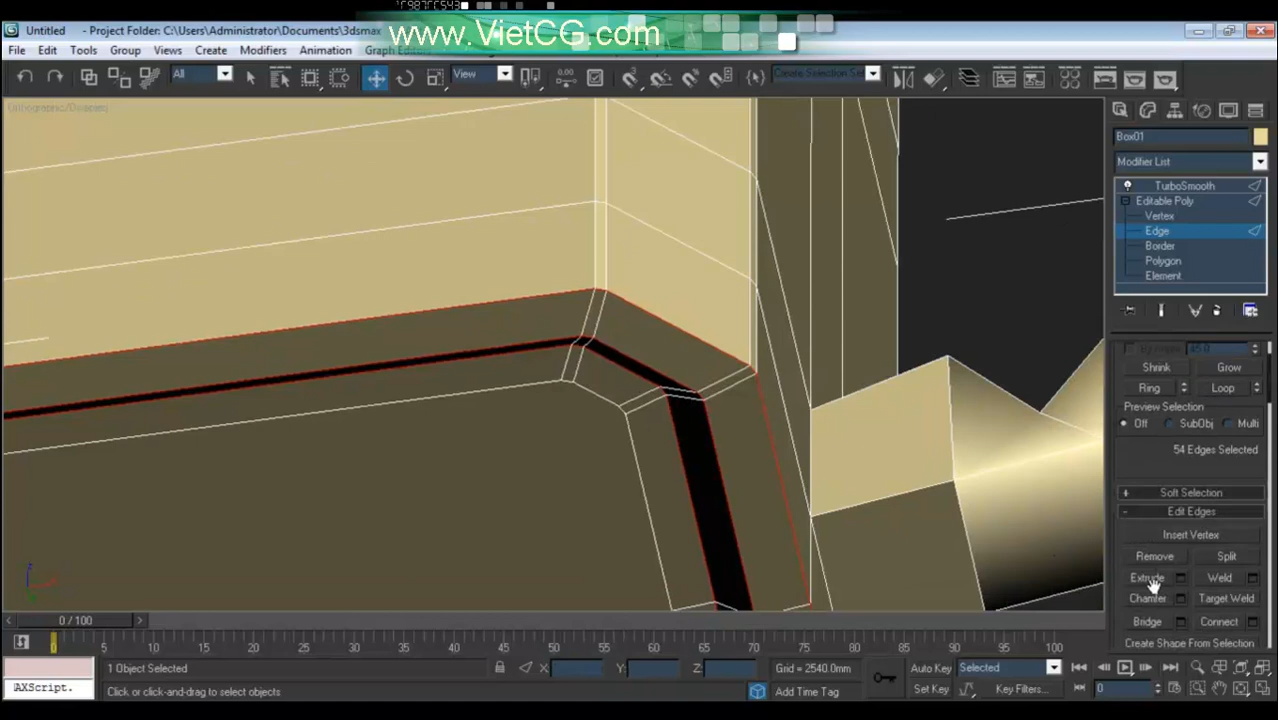 www.VietCG.com
Untitled - Project Folder: C:\Users\Administrator\Documents\3dsmax
File Edit Tools Group Views Create Modifiers Animation Graph Editors
All View
Box01
Modifier List
TurboSmooth
Editable Poly
Vertex
Edge
Border
Polygon
Element
45.0
Shrink Grow
Ring Loop
Preview Selection
Off SubObj Multi
54 Edges Selected
+ Soft Selection
- Edit Edges
Insert Vertex
Remove Split
Extrude Weld
Chamfer Target Weld
Bridge Connect
Create Shape From Selection
0 / 100
0 5 10 15 20 25 30 35 40 45 50 55 60 65 70 75 80 85 90 95 100
1 Object Selected X: Y: Z: Grid = 2540.0mm Auto Key Selected
AXScript. Click or click-and-drag to select objects Add Time Tag Set Key Key Filters... 0